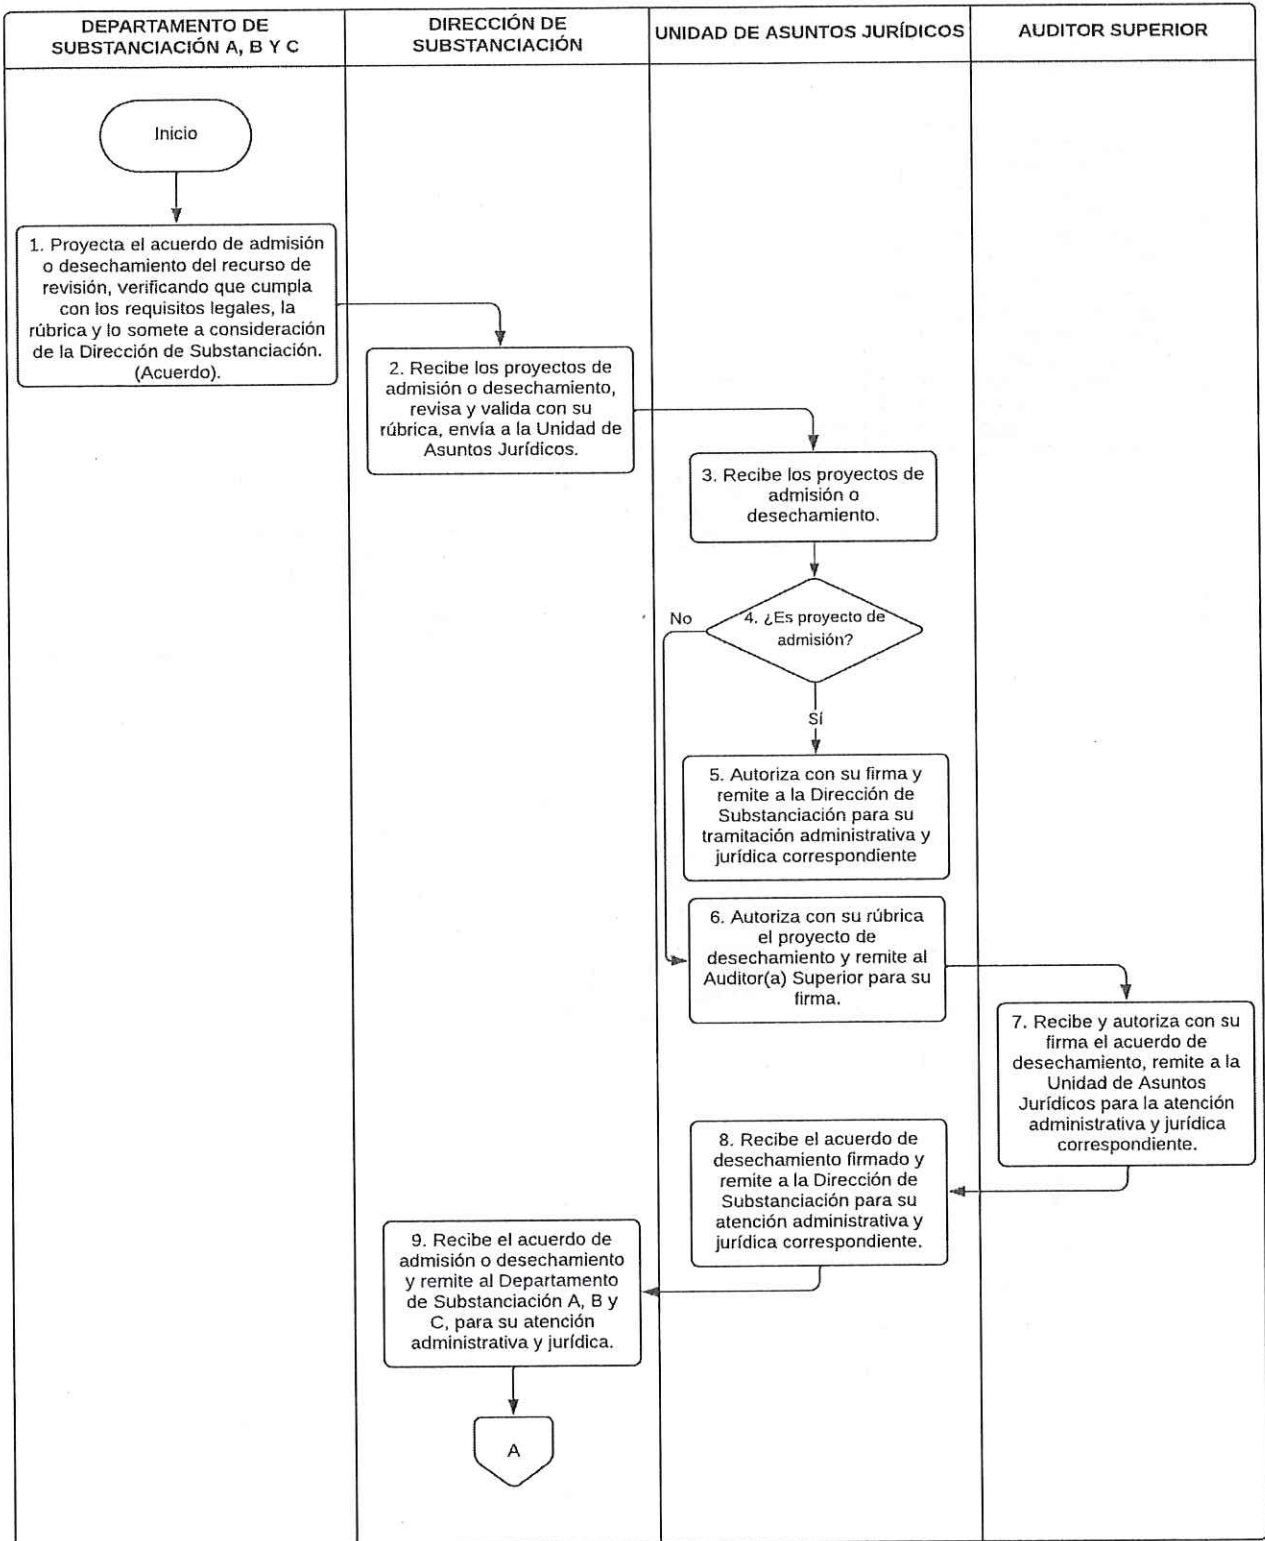 DEPARTAMENTO DE
SUBSTANCIACIÓN A, B Y C
DIRECCIÓN DE
SUBSTANCIACIÓN
UNIDAD DE ASUNTOS JURÍDICOS
AUDITOR SUPERIOR
Inicio
1. Proyecta el acuerdo de admisión
o desechamiento del recurso de
revisión, verificando que cumpla
con los requisitos legales, la
rúbrica y lo somete a consideración
de la Dirección de Substanciación.
(Acuerdo).
2. Recibe los proyectos de
admisión o desechamiento,
revisa y valida con su
rúbrica, envía a la Unidad de
Asuntos Jurídicos.
3. Recibe los proyectos de
admisión o
desechamiento.
4. ¿Es proyecto de
admisión?
No
Sí
5. Autoriza con su firma y
remite a la Dirección de
Substanciación para su
tramitación administrativa y
jurídica correspondiente
6. Autoriza con su rúbrica
el proyecto de
desechamiento y remite al
Auditor(a) Superior para su
firma.
7. Recibe y autoriza con su
firma el acuerdo de
desechamiento, remite a la
Unidad de Asuntos
Jurídicos para la atención
administrativa y jurídica
correspondiente.
8. Recibe el acuerdo de
desechamiento firmado y
remite a la Dirección de
Substanciación para su
atención administrativa y
jurídica correspondiente.
9. Recibe el acuerdo de
admisión o desechamiento
y remite al Departamento
de Substanciación A, B y
C, para su atención
administrativa y jurídica.
A